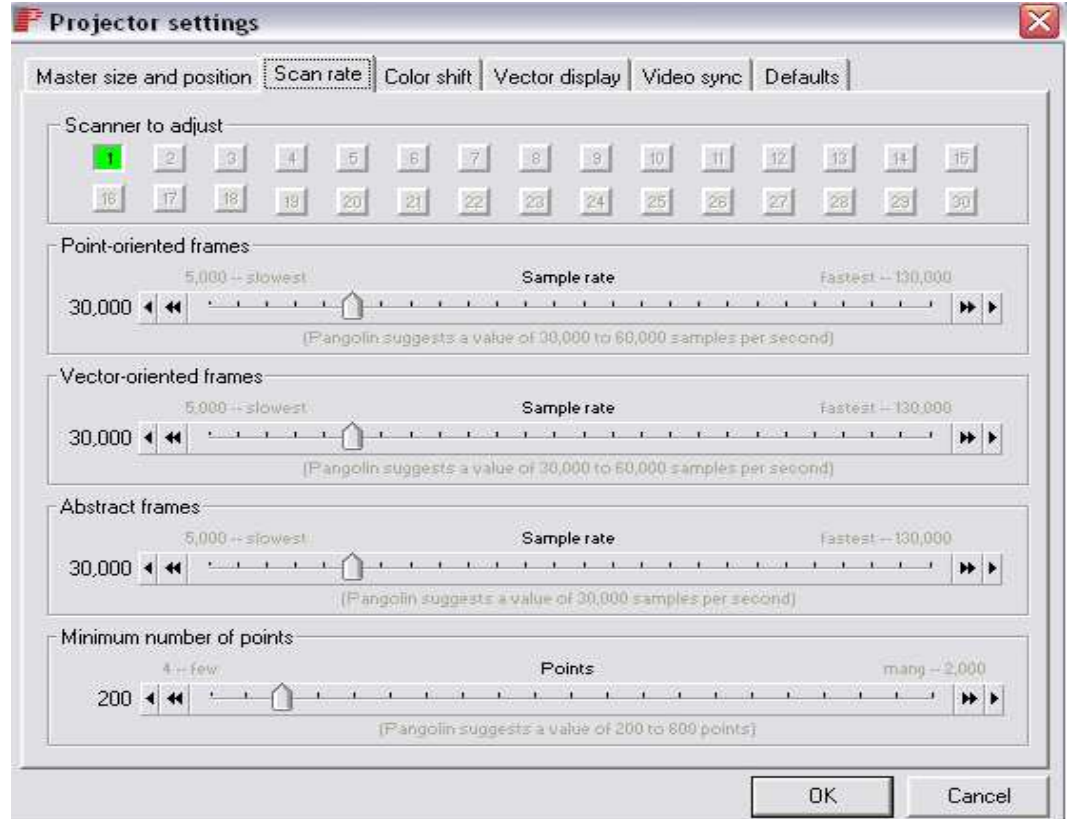 Projector settings
Master size and position Scan rate Color shift Vector display Video sync Defaults
Scanner to adjust
1 2 3 4 5 6 7 8 9 10 11 12 13 14 15
16 17 18 19 20 21 22 23 24 25 26 27 28 29 30
Point-oriented frames
5,000 -- slowest Sample rate fastest -- 130,000
30,000
(Pangolin suggests a value of 30,000 to 60,000 samples per second)
Vector-oriented frames
5,000 -- slowest Sample rate fastest -- 130,000
30,000
(Pangolin suggests a value of 30,000 to 60,000 samples per second)
Abstract frames
5,000 -- slowest Sample rate fastest -- 130,000
30,000
(Pangolin suggests a value of 30,000 samples per second)
Minimum number of points
4 -- few Points mang -- 2,000
200
(Pangolin suggests a value of 200 to 600 points)
OK Cancel